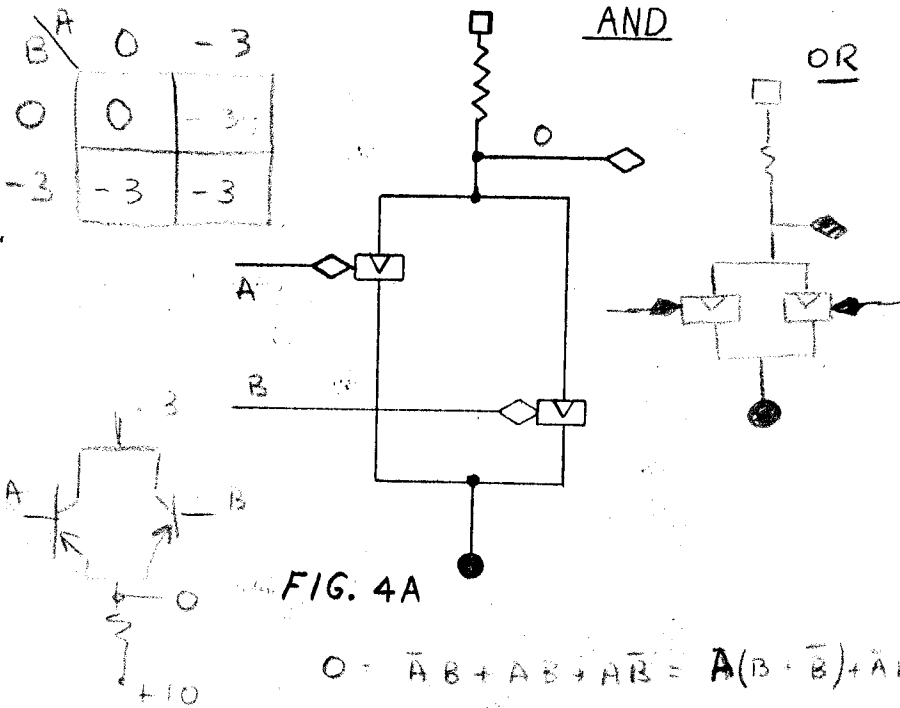 AND
OR
A
B
0 -3
0 0 -3
-3 -3 -3
O
A
B
-3
A B
O
+10
FIG. 4A
O = ĀB + AB + AB̄ = A(B + B̄) + Ā